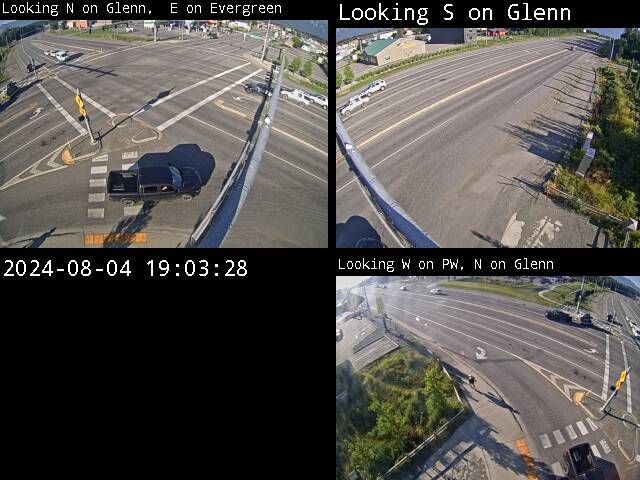 Looking N on Glenn,  E on Evergreen
Looking S on Glenn
2024-08-04 19:03:28
Looking W on PW, N on Glenn